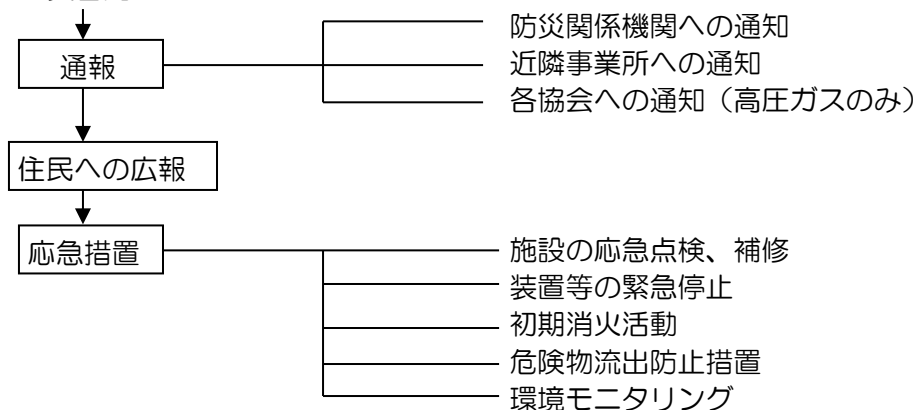 通報
防災関係機関への通知
近隣事業所への通知
各協会への通知（高圧ガスのみ）
住民への広報
応急措置
施設の応急点検、補修
装置等の緊急停止
初期消火活動
危険物流出防止措置
環境モニタリング